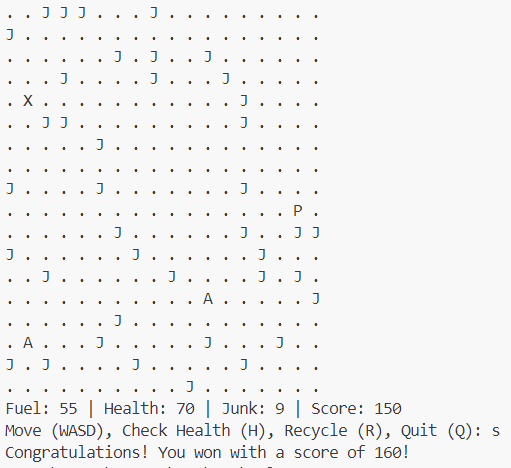 . . J J J . . . J . . . . . . . . .
J . . . . . . . . . . . . . . . . .
. . . . . . J . J . . J . . . . . .
. . . J . . . . J . . . J . . . . .
. X . . . . . . . . . . . J . . . .
. . J J . . . . . . . . . J . . . .
. . . . . J . . . . . . . . . . . .
. . . . . . . . . . . . . . . . . .
J . . . . J . . . . . . . J . . . .
. . . . . . . . . . . . . . . . P .
. . . . . . J . . . . . . J . . J J
J . . . . . . J . . . . . . J . . .
. . J . . . . . . J . . . . J . J .
. . . . . . . . . . . A . . . . . J
. . . . . . J . . . . . . . . . . .
. A . . . J . . . . . J . . . J . .
J . J . . . . J . . . . . J . . . .
. . . . . . . . . . J . . . . . . .
Fuel: 55 | Health: 70 | Junk: 9 | Score: 150
Move (WASD), Check Health (H), Recycle (R), Quit (Q): s
Congratulations! You won with a score of 160!